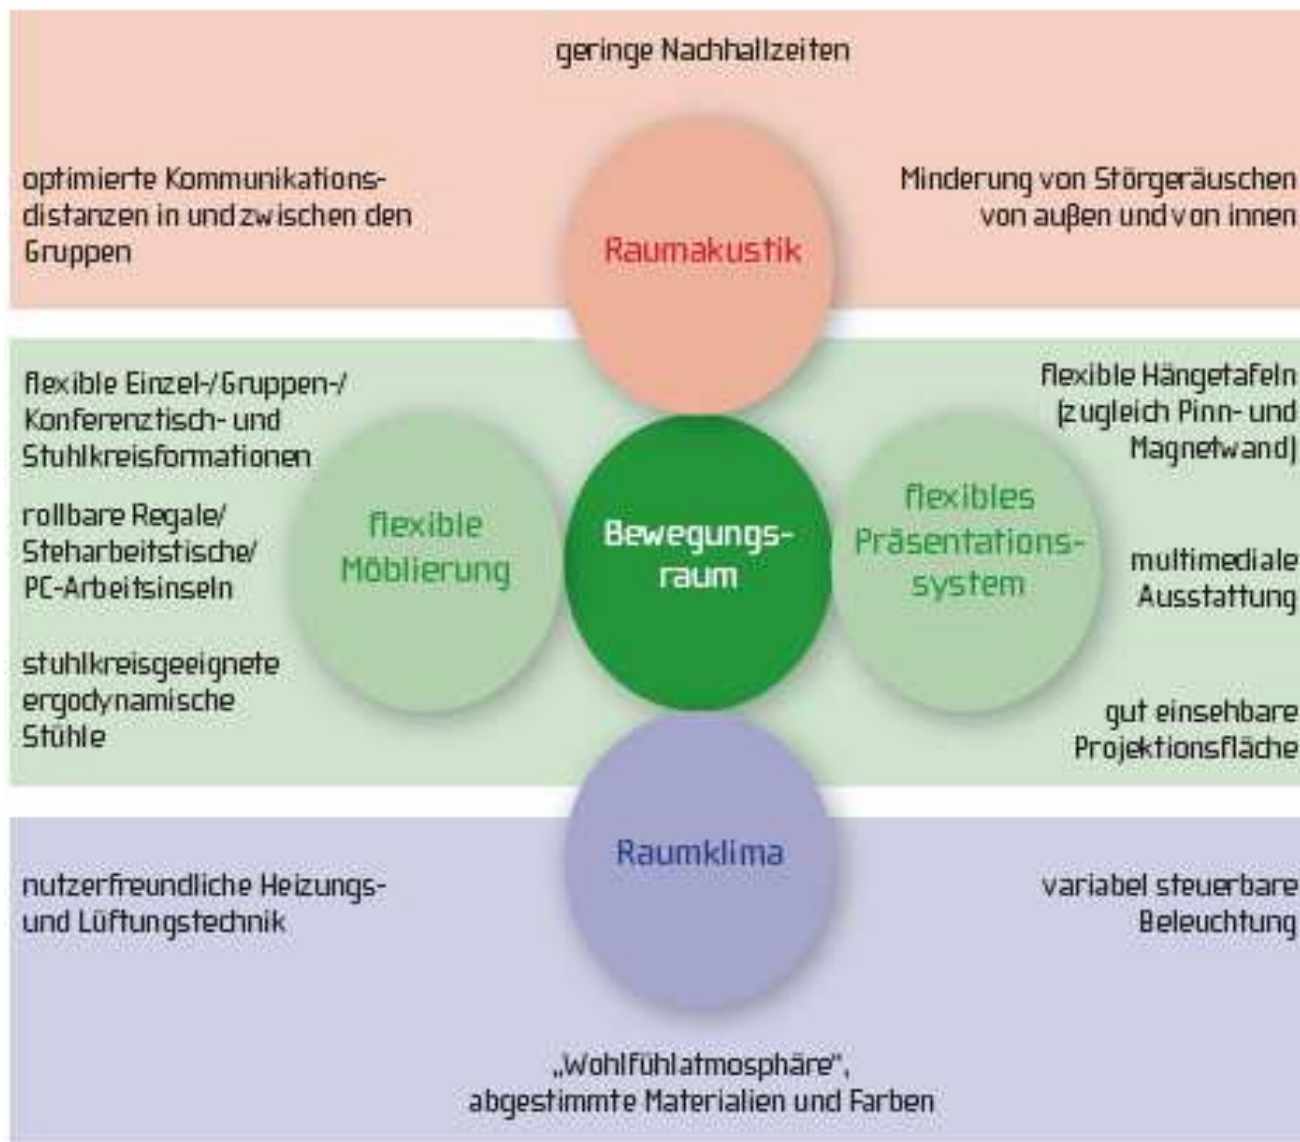 geringe Nachhallzeiten
optimierte Kommunikations-
distanzen in und zwischen den
Gruppen
Raumakustik
Minderung von Störgeräuschen
von außen und von innen
flexible Einzel-/Gruppen-/
Konferenztisch- und
Stuhlkreisformationen
rollbare Regale/
Steharbeitstische/
PC-Arbeitsinseln
stuhlkreisgeeignete
ergodynamische
Stühle
flexible
Möblierung
Bewegungs-
raum
flexibles
Präsentations-
system
flexible Hängetafeln
(zugleich Pinn- und
Magnetwand)
multimediale
Ausstattung
gut einsehbare
Projektionsfläche
Raumklima
nutzerfreundliche Heizungs-
und Lüftungstechnik
variabel steuerbare
Beleuchtung
„Wohlfühlatmosphäre“,
abgestimmte Materialien und Farben